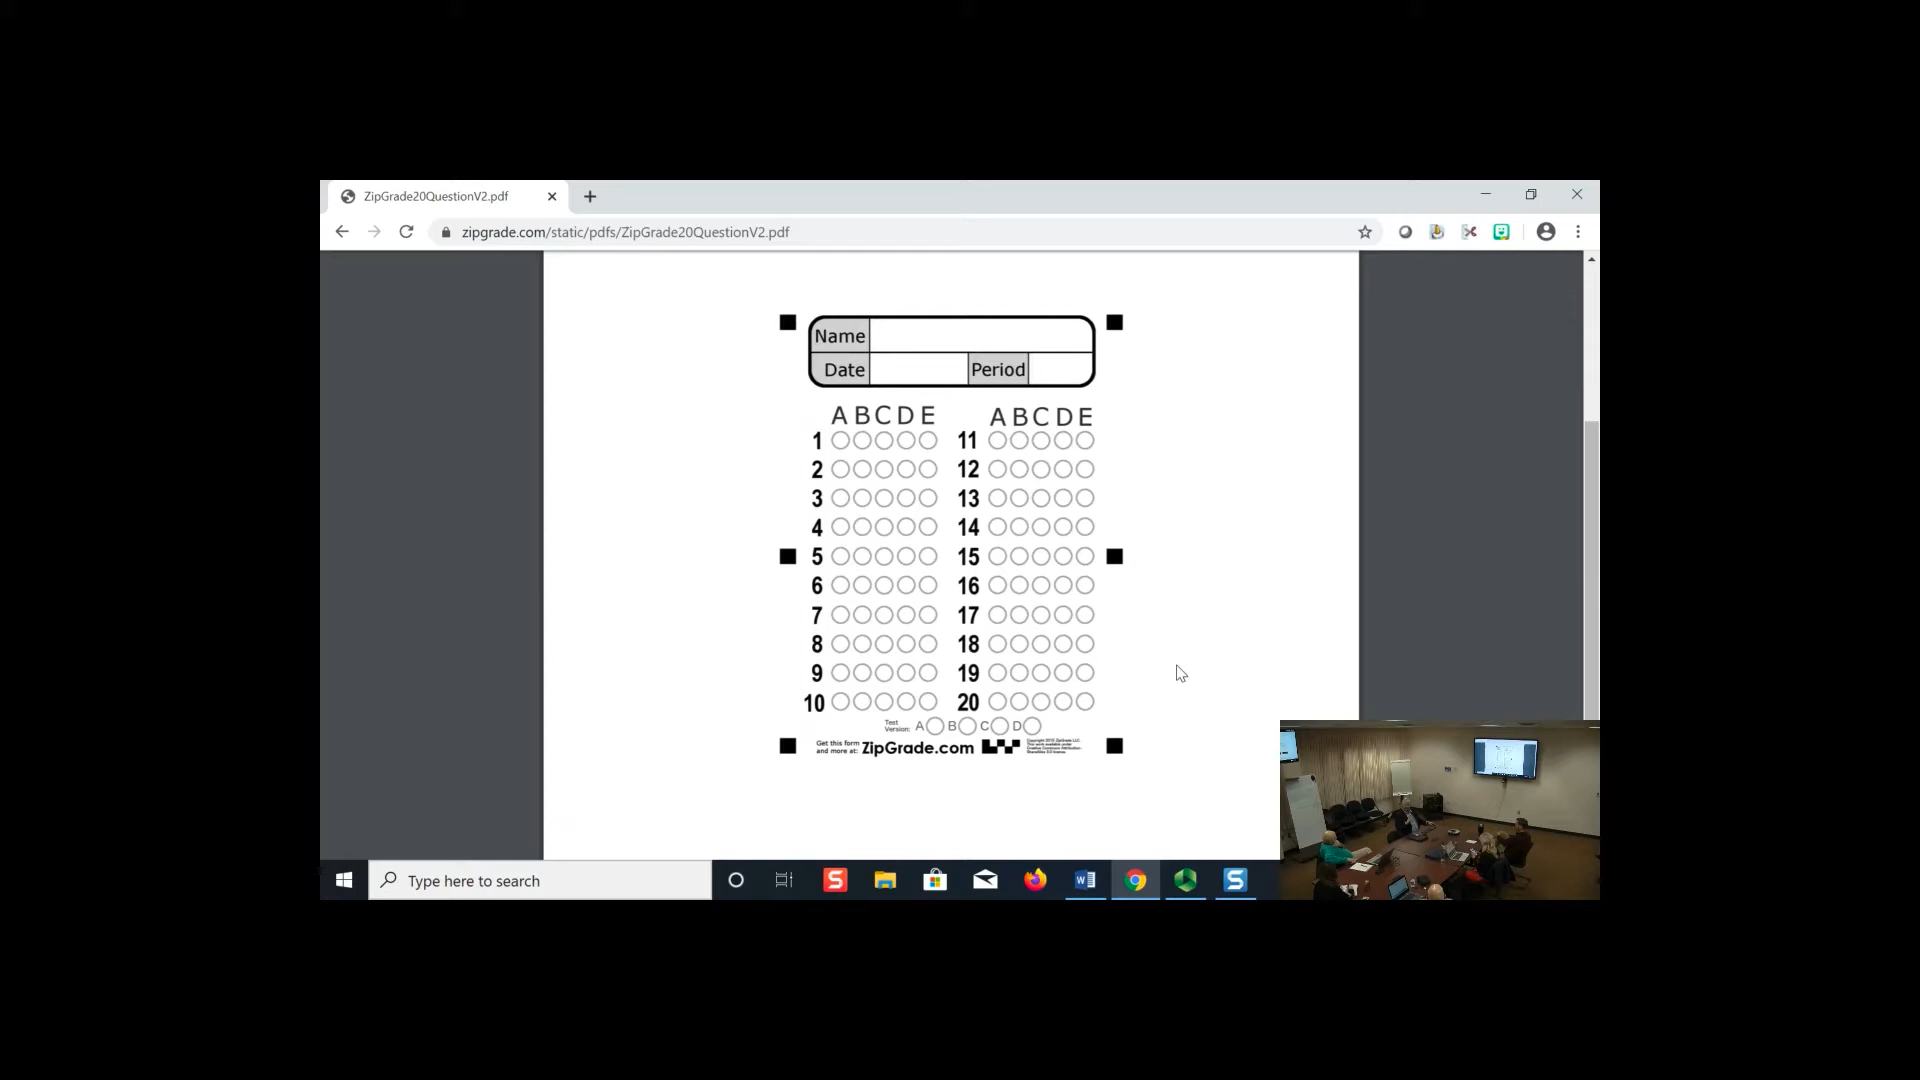 ZipGrade20QuestionV2.pdf
zipgrade.com/static/pdfs/ZipGrade20QuestionV2.pdf
Name
Date Period
A B C D E A B C D E
1 11
2 12
3 13
4 14
5 15
6 16
7 17
8 18
9 19
10 20
Test Version: A B C D
Get this form and more at: ZipGrade.com
Type here to search